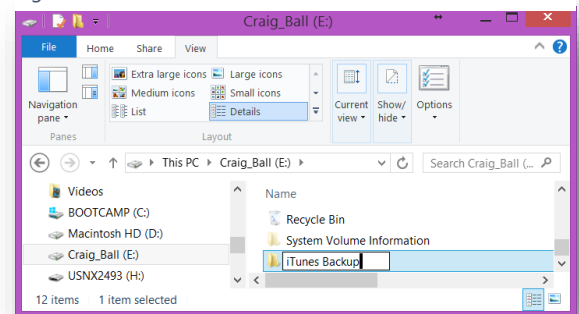 Craig_Ball (E:)
File Home Share View
Extra large icons Large icons
Medium icons Small icons
List Details
Navigation pane
Current view
Show/ hide
Options
Panes
Layout
This PC Craig_Ball (E:)
Search Craig_Ball (...
Videos
BOOTCAMP (C:)
Macintosh HD (D:)
Craig_Ball (E:)
USNX2493 (H:)
Name
Recycle Bin
System Volume Information
iTunes Backup
12 items 1 item selected